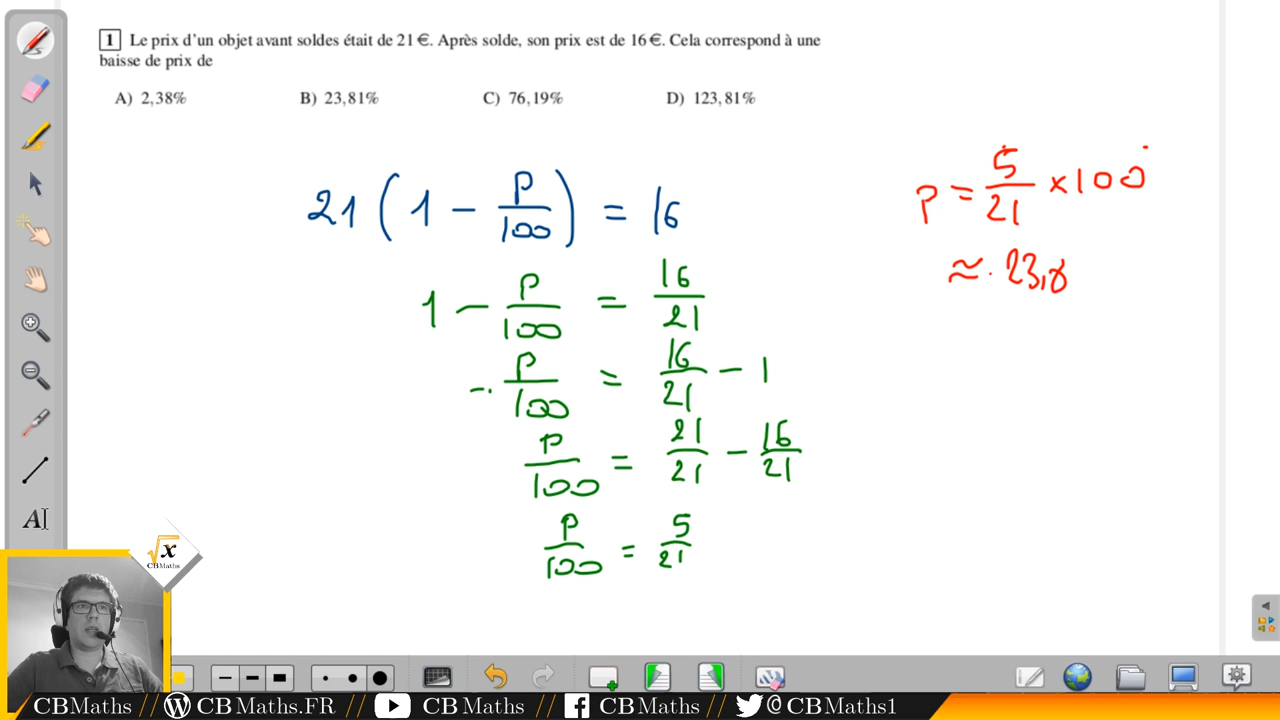 1 Le prix d'un objet avant soldes était de 21 €. Après solde, son prix est de 16 €. Cela correspond à une
baisse de prix de
A) 2,38% B) 23,81% C) 76,19% D) 123,81%
21 ( 1 - P/100 ) = 16
1 - P/100 = 16/21
- P/100 = 16/21 - 1
P/100 = 21/21 - 16/21
P/100 = 5/21
P = 5/21 × 100
≈ 23,8
AI
√x
CBMaths
CBMaths CBMaths.FR CBMaths CBMaths @CBMaths1